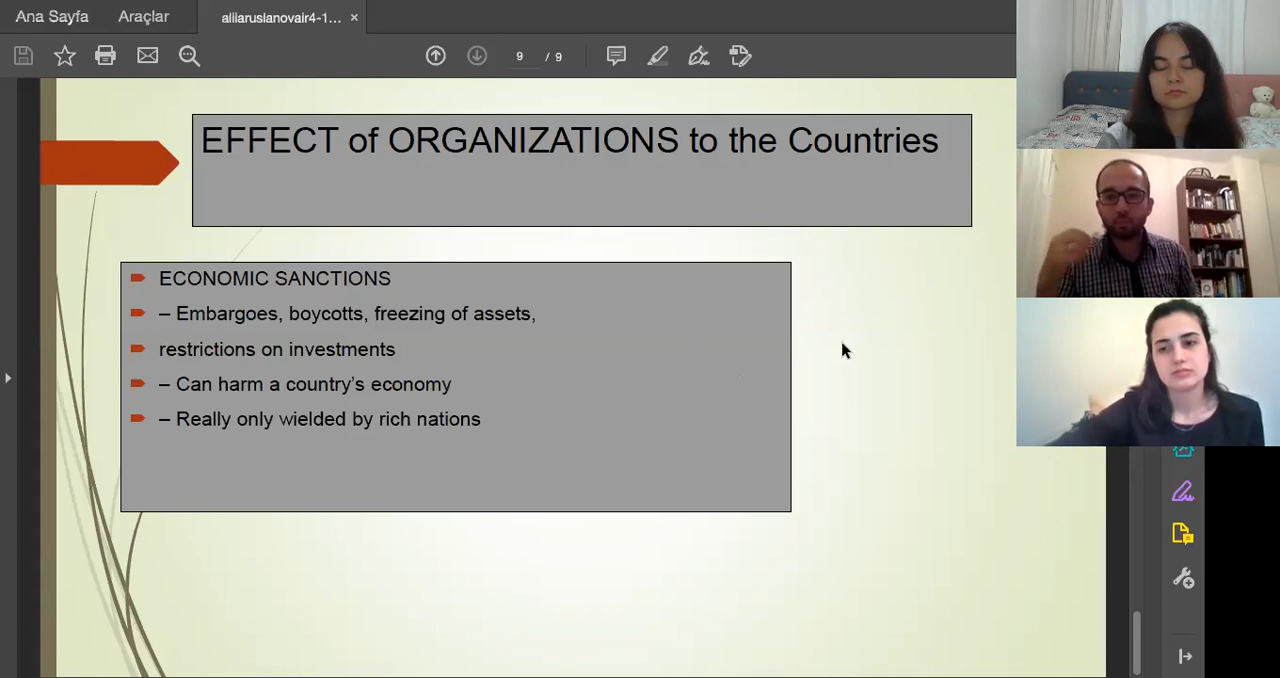 Ana Sayfa
Araçlar
aliiaruslanovair4-1...
9 / 9
EFFECT of ORGANIZATIONS to the Countries
ECONOMIC SANCTIONS
– Embargoes, boycotts, freezing of assets,
restrictions on investments
– Can harm a country’s economy
– Really only wielded by rich nations